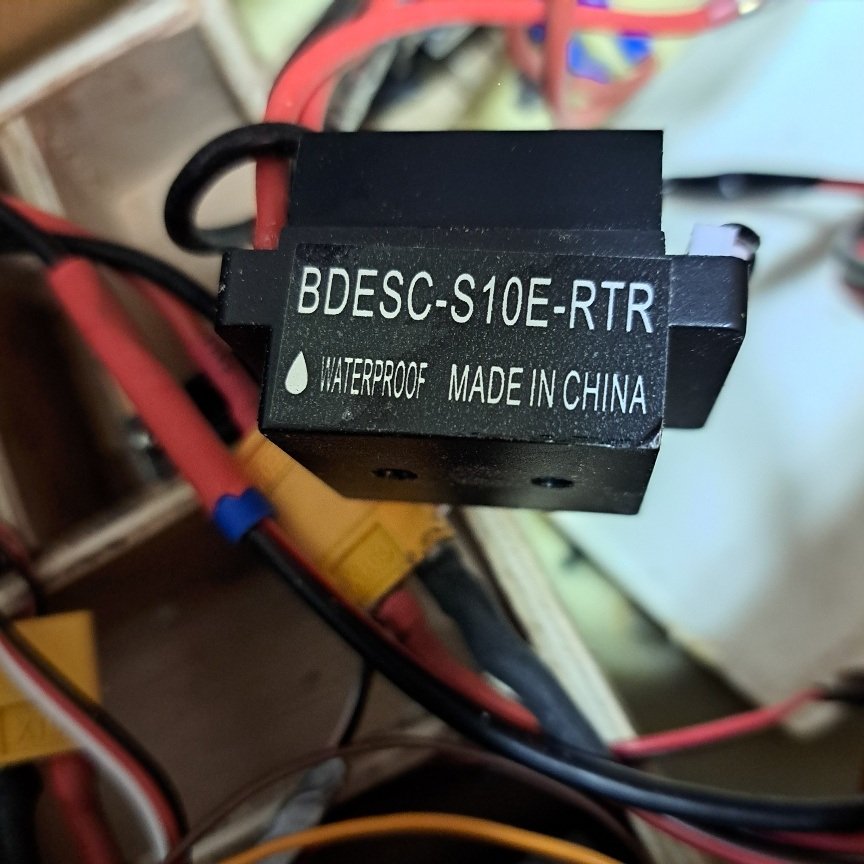 BDESC-S10E-RTR
WATERPROOF MADE IN CHINA